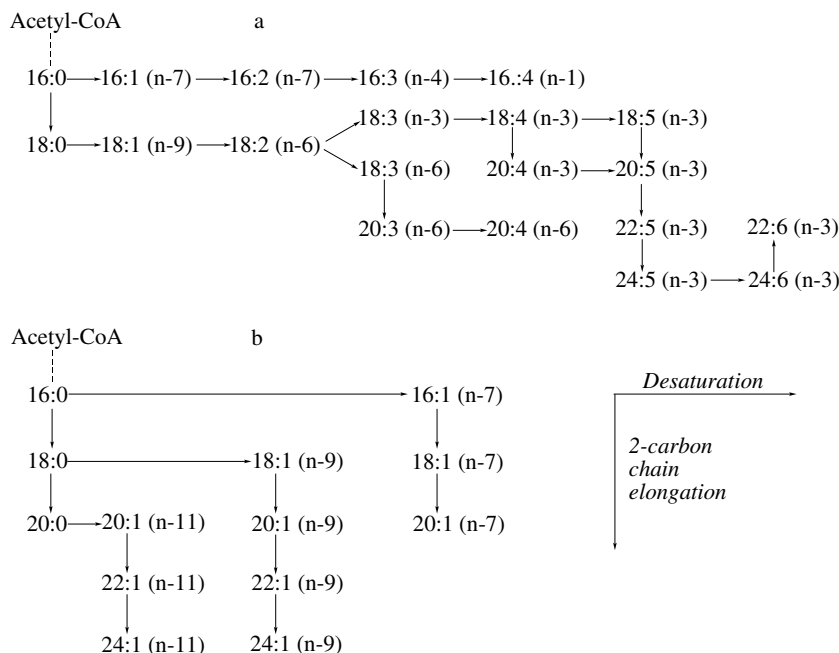 Acetyl-CoA a
16:0 16:1 (n-7) 16:2 (n-7) 16:3 (n-4) 16.:4 (n-1)
18:3 (n-3) 18:4 (n-3) 18:5 (n-3)
18:0 18:1 (n-9) 18:2 (n-6)
18:3 (n-6) 20:4 (n-3) 20:5 (n-3)
20:3 (n-6) 20:4 (n-6) 22:5 (n-3) 22:6 (n-3)
24:5 (n-3) 24:6 (n-3)
Acetyl-CoA b
16:0 16:1 (n-7)
18:0 18:1 (n-9) 18:1 (n-7)
20:0 20:1 (n-11) 20:1 (n-9) 20:1 (n-7)
22:1 (n-11) 22:1 (n-9)
24:1 (n-11) 24:1 (n-9)
Desaturation
2-carbon
chain
elongation